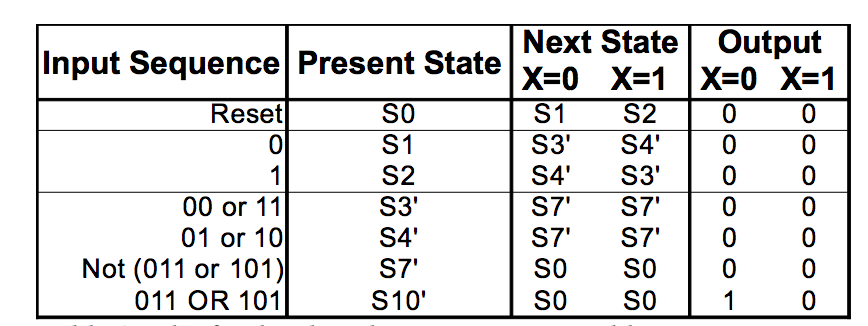 Input Sequence Present State Next State Output
X=0 X=1 X=0 X=1
Reset S0 S1 S2 0 0
0 S1 S3' S4' 0 0
1 S2 S4' S3' 0 0
00 or 11 S3' S7' S7' 0 0
01 or 10 S4' S7' S7' 0 0
Not (011 or 101) S7' S0 S0 0 0
011 OR 101 S10' S0 S0 1 0